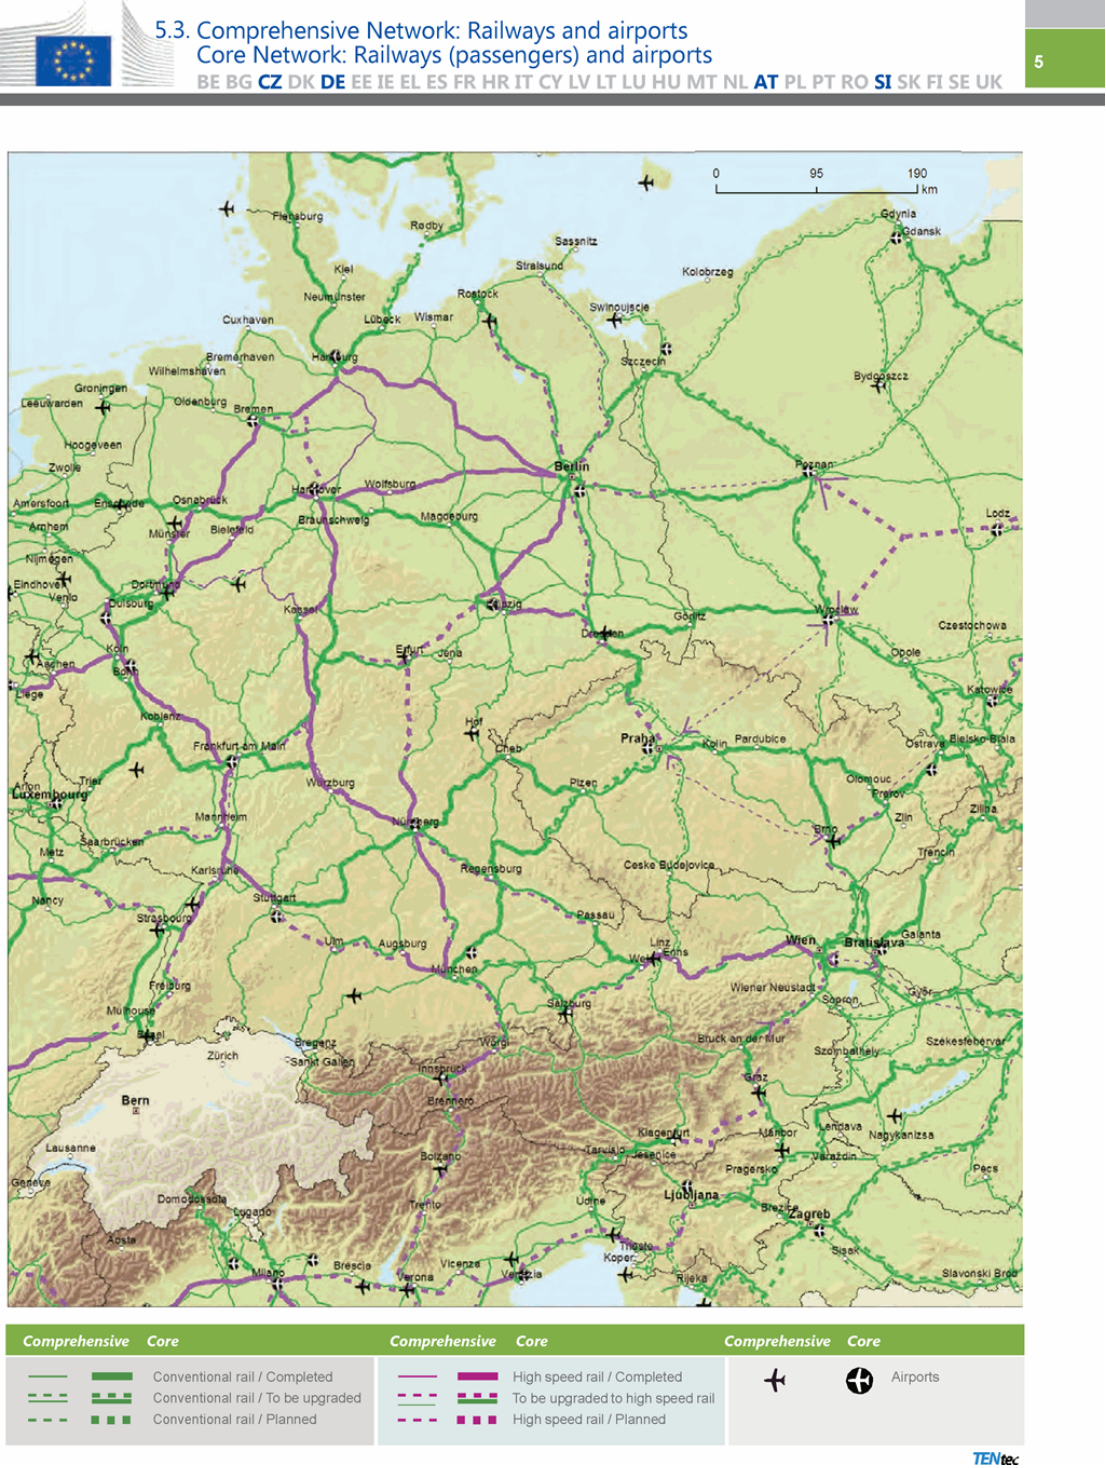 5.3. Comprehensive Network: Railways and airports
Core Network: Railways (passengers) and airports
BE BG CZ DK DE EE IE EL ES FR HR IT CY LV LT LU HU MT NL AT PL PT RO SI SK FI SE UK
5
0 95 190
km
Flensburg
Rødby
Gdynia
Gdansk
Sassnitz
Kiel
Stralsund
Kolobrzeg
Neumünster
Rostock
Swinoujscie
Cuxhaven
Lübeck
Wismar
Bremerhaven
Hamburg
Szczecin
Wilhelmshaven
Bydgoszcz
Groningen
Leeuwarden
Oldenburg
Bremen
Hoogeveen
Zwolle
Berlin
Poznan
Wolfsburg
Hannover
Amersfoort
Enschede
Osnabrück
Braunschweig
Magdeburg
Lodz
Arnhem
Münster
Bielefeld
Nijmegen
Eindhoven
Dortmund
Venlo
Duisburg
Kassel
Leipzig
Görlitz
Wroclaw
Czestochowa
Dresden
Köln
Erfurt
Jena
Opole
Aachen
Bonn
Liège
Katowice
Koblenz
Hof
Praha
Kolin
Pardubice
Ostrava
Bielsko-Biala
Frankfurt am Main
Cheb
Trier
Würzburg
Plzen
Olomouc
Arlon
Luxembourg
Prerov
Zilina
Mannheim
Nürnberg
Zlin
Saarbrücken
Brno
Metz
Trencin
Karlsruhe
Regensburg
Ceske Budejovice
Nancy
Stuttgart
Strasbourg
Passau
Ulm
Augsburg
Linz
Enns
Wien
Bratislava
Galanta
Wels
München
Freiburg
Wiener Neustadt
Sopron
Györ
Mulhouse
Salzburg
Basel
Bregenz
Wörgl
Bruck an der Mur
Székesfehérvár
Zürich
Sankt Gallen
Szombathely
Innsbruck
Graz
Bern
Brennero
Lendava
Nagykanizsa
Klagenfurt
Maribor
Lausanne
Bolzano
Tarvisio
Jesenice
Varaždin
Pragersko
Pécs
Genève
Domodossola
Trento
Udine
Ljubljana
Lugano
Brezice
Zagreb
Aosta
Trieste
Koper
Sisak
Milano
Brescia
Verona
Vicenza
Venezia
Rijeka
Slavonski Brod
Comprehensive Core Comprehensive Core Comprehensive Core
Conventional rail / Completed
Conventional rail / To be upgraded
Conventional rail / Planned
High speed rail / Completed
To be upgraded to high speed rail
High speed rail / Planned
Airports
TENtec